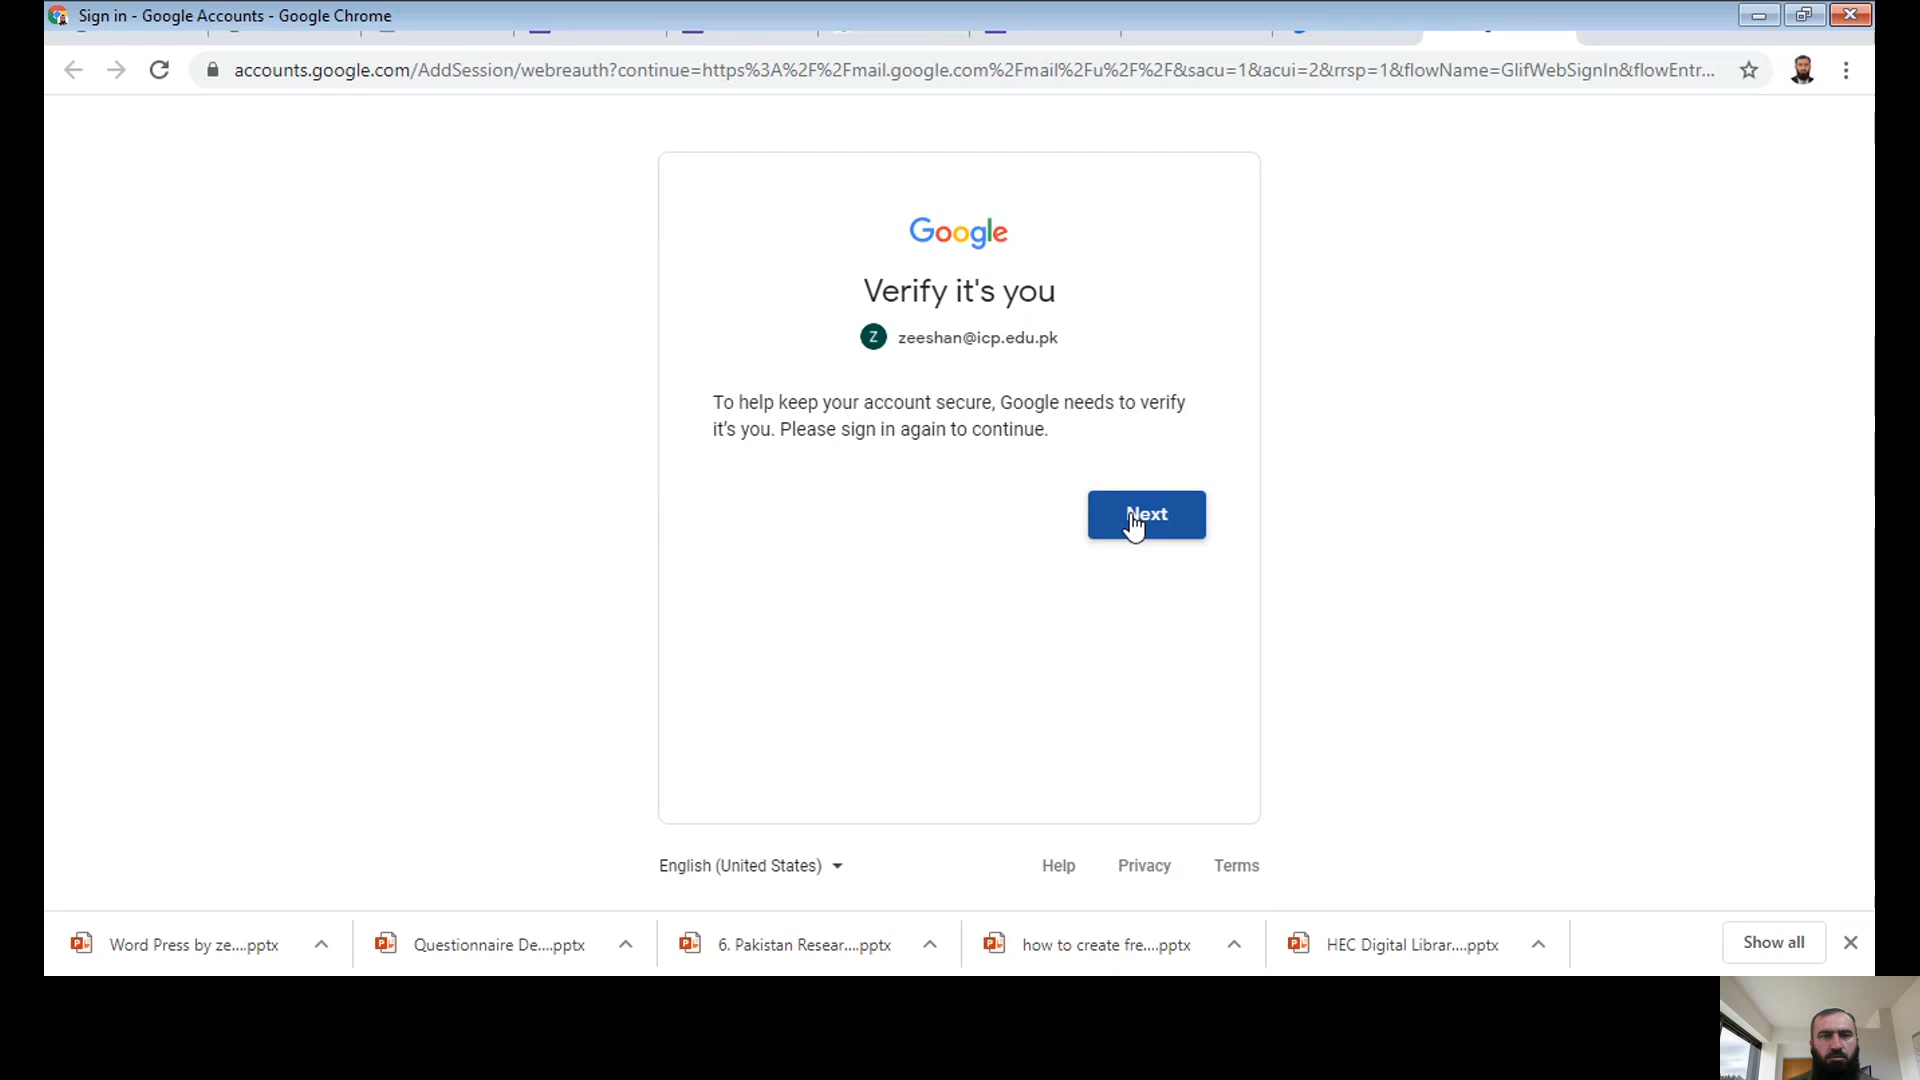 Sign in - Google Accounts - Google Chrome
accounts.google.com/AddSession/webreauth?continue=https%3A%2F%2Fmail.google.com%2Fmail%2Fu%2F%2F&sacu=1&acui=2&rrsp=1&flowName=GlifWebSignIn&flowEntr...
Google
Verify it's you
Z zeeshan@icp.edu.pk
To help keep your account secure, Google needs to verify
it's you. Please sign in again to continue.
Next
English (United States) Help Privacy Terms
Word Press by ze....pptx Questionnaire De....pptx 6. Pakistan Resear....pptx how to create fre....pptx HEC Digital Librar....pptx Show all